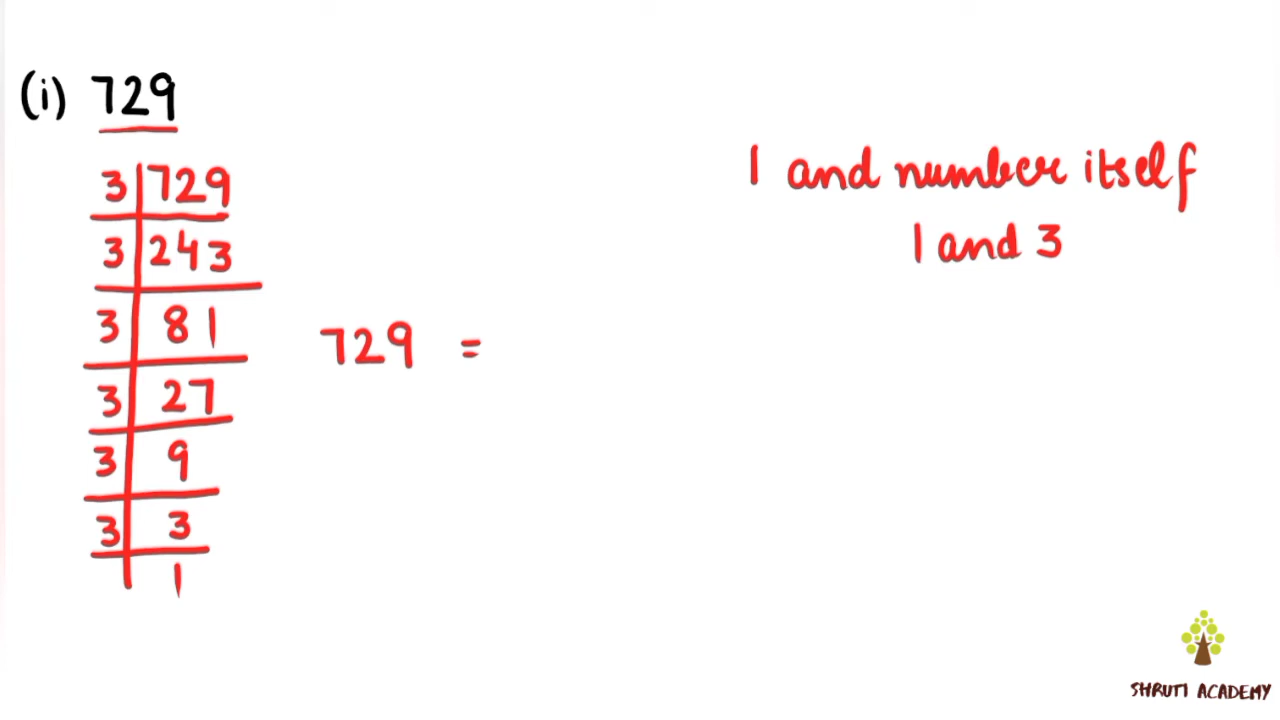 (i) 729
3 729
3 243
3 81
3 27
3 9
3 3
1
729 =
1 and number itself
1 and 3
SHRUTI ACADEMY